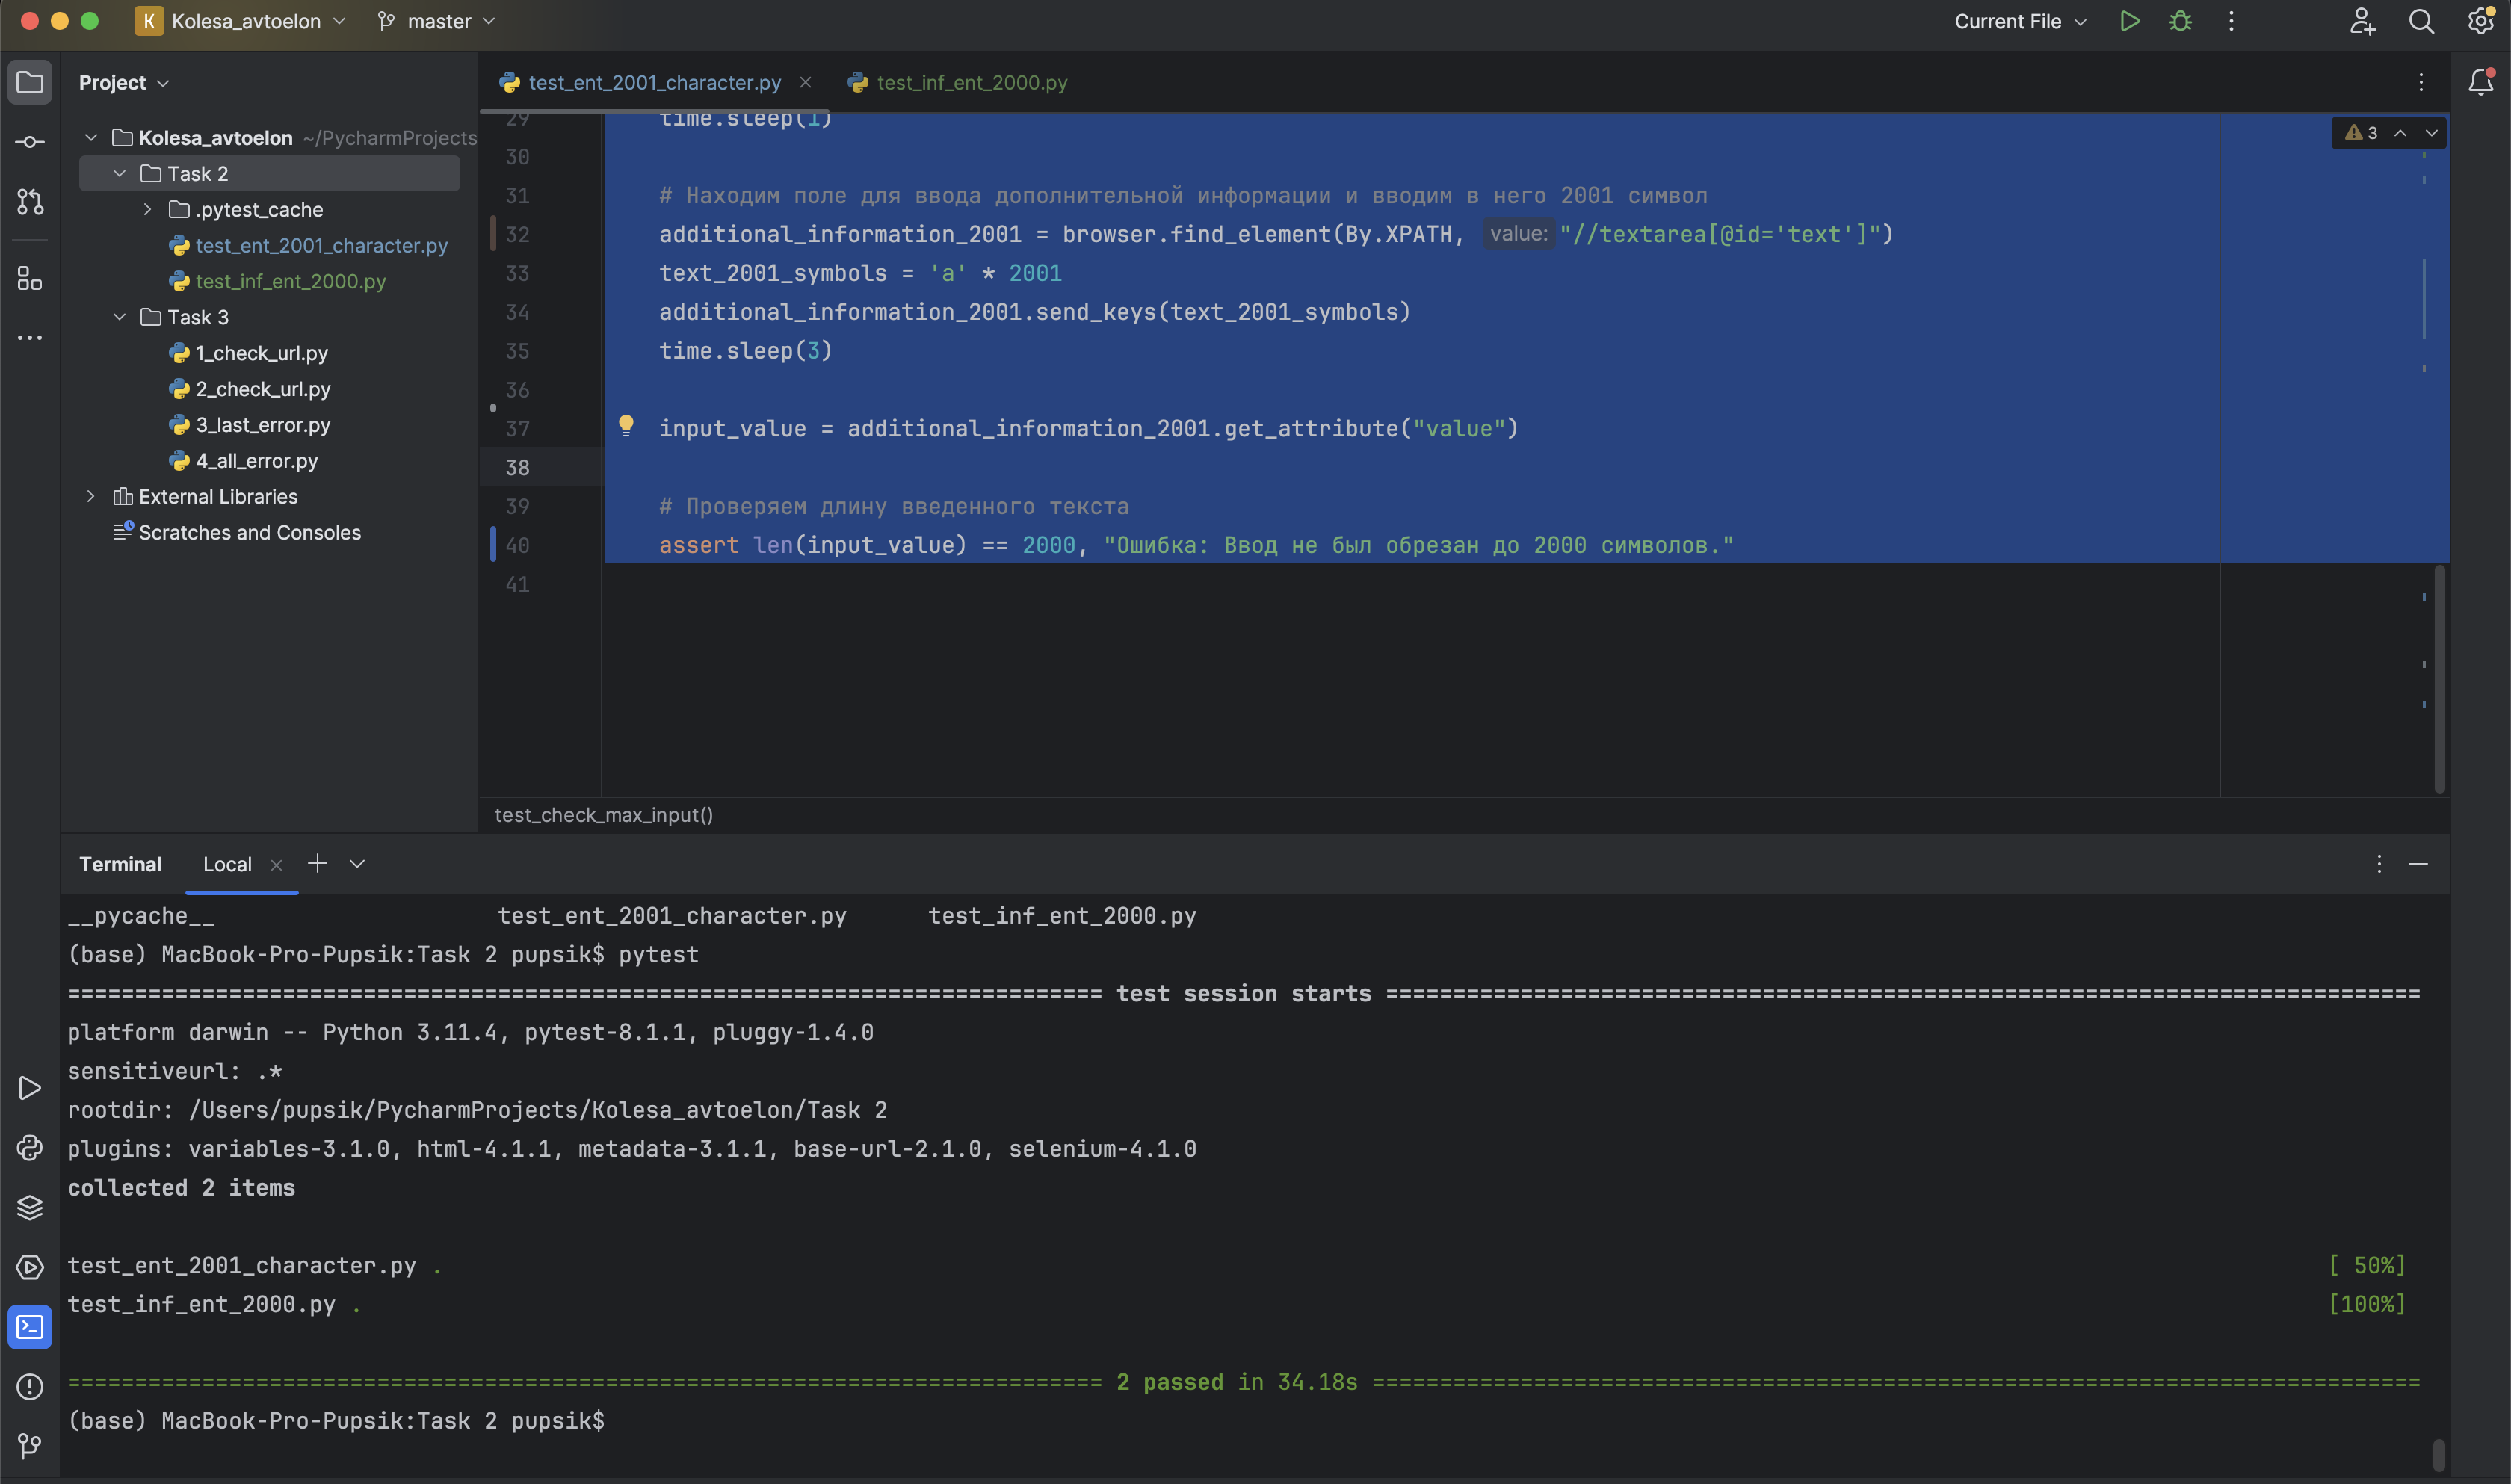 K Kolesa_avtoelon master Current File
Project
Kolesa_avtoelon ~/PycharmProjects
Task 2
.pytest_cache
test_ent_2001_character.py
test_inf_ent_2000.py
Task 3
1_check_url.py
2_check_url.py
3_last_error.py
4_all_error.py
External Libraries
Scratches and Consoles
test_ent_2001_character.py test_inf_ent_2000.py
3
29 time.sleep(1)
30
31 # Находим поле для ввода дополнительной информации и вводим в него 2001 символ
32 additional_information_2001 = browser.find_element(By.XPATH, value: "//textarea[@id='text']")
33 text_2001_symbols = 'a' * 2001
34 additional_information_2001.send_keys(text_2001_symbols)
35 time.sleep(3)
36
37 input_value = additional_information_2001.get_attribute("value")
38
39 # Проверяем длину введенного текста
40 assert len(input_value) == 2000, "Ошибка: Ввод не был обрезан до 2000 символов."
41
test_check_max_input()
Terminal Local
__pycache__ test_ent_2001_character.py test_inf_ent_2000.py
(base) MacBook-Pro-Pupsik:Task 2 pupsik$ pytest
============================================================================= test session starts =============================================================================
platform darwin -- Python 3.11.4, pytest-8.1.1, pluggy-1.4.0
sensitiveurl: .*
rootdir: /Users/pupsik/PycharmProjects/Kolesa_avtoelon/Task 2
plugins: variables-3.1.0, html-4.1.1, metadata-3.1.1, base-url-2.1.0, selenium-4.1.0
collected 2 items
test_ent_2001_character.py . [ 50%]
test_inf_ent_2000.py . [100%]
============================================================================= 2 passed in 34.18s ==============================================================================
(base) MacBook-Pro-Pupsik:Task 2 pupsik$